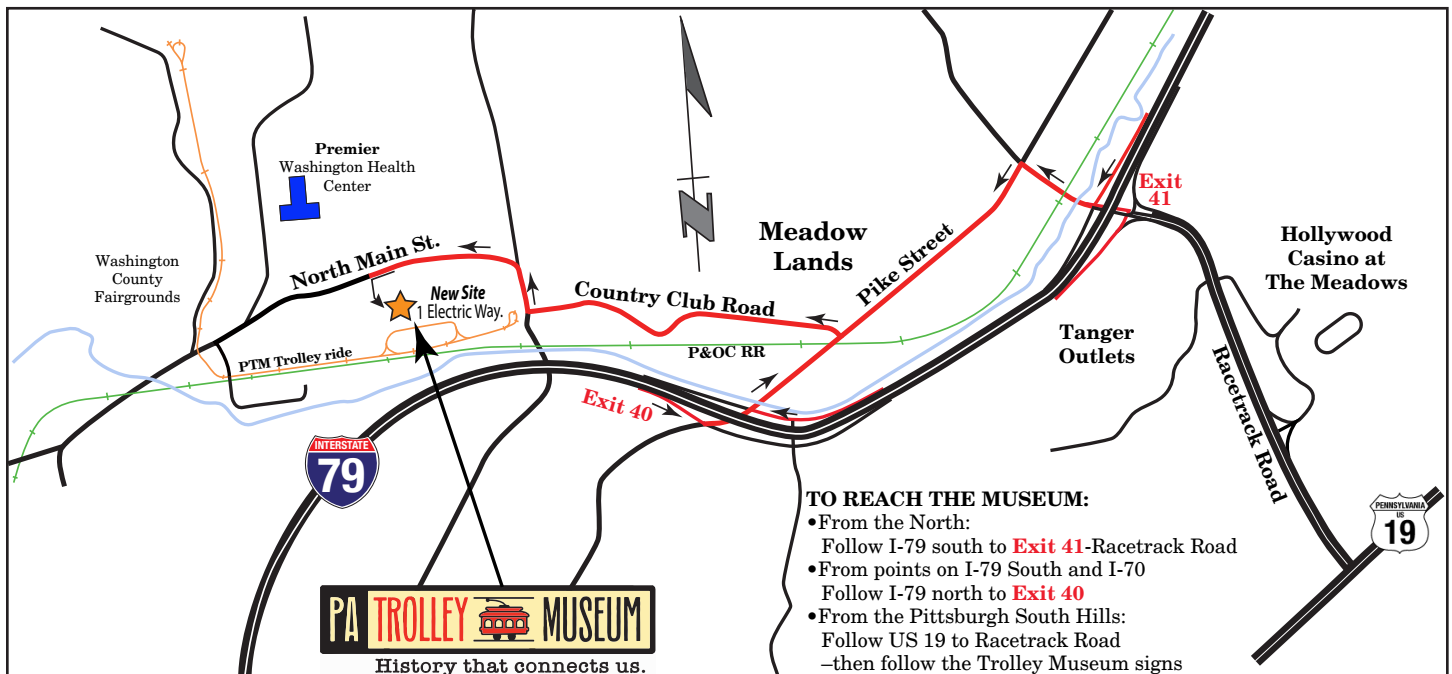 Premier
Washington Health
Center
Washington
County
Fairgrounds
North Main St.
New Site
1 Electric Way.
PTM Trolley ride
N
Meadow
Lands
Country Club Road
Pike Street
P&OC RR
Exit 40
Exit
41
Hollywood
Casino at
The Meadows
Tanger
Outlets
Racetrack Road
INTERSTATE
79
PENNSYLVANIA
US
19
PA TROLLEY MUSEUM
History that connects us.
TO REACH THE MUSEUM:
•From the North:
Follow I-79 south to Exit 41-Racetrack Road
•From points on I-79 South and I-70
Follow I-79 north to Exit 40
•From the Pittsburgh South Hills:
Follow US 19 to Racetrack Road
–then follow the Trolley Museum signs